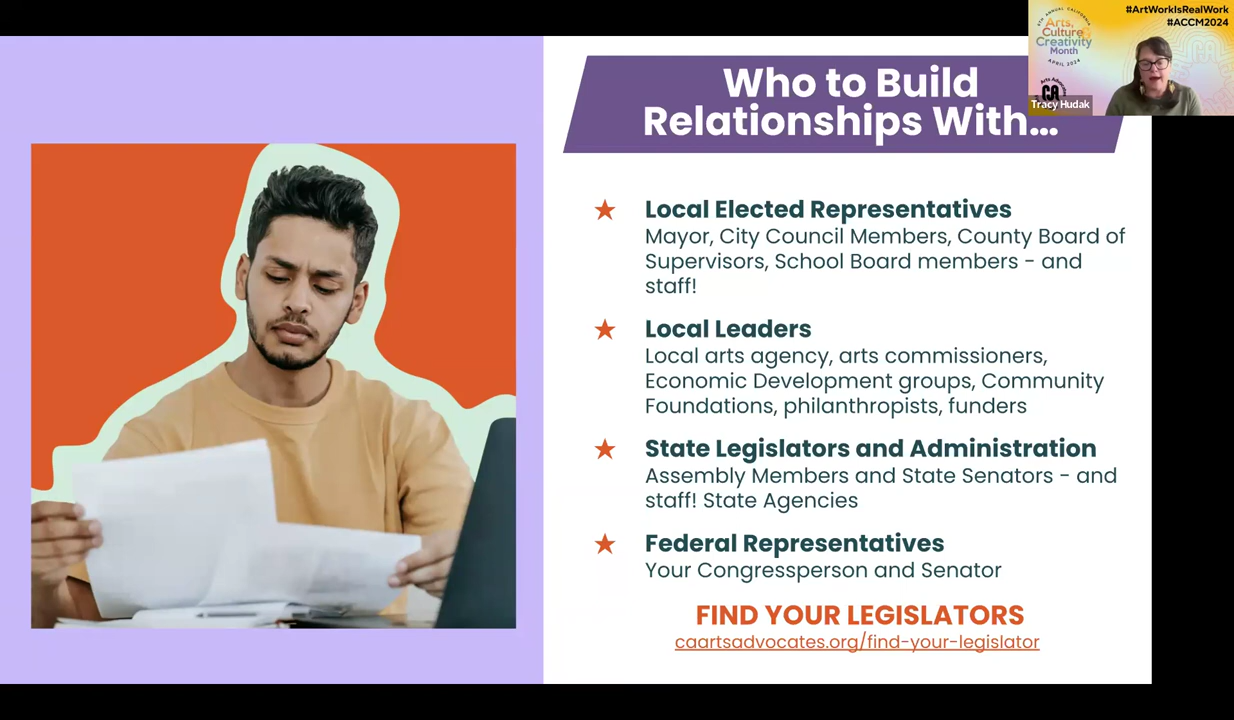 Who to Build
Relationships With...
#ArtWorkIsRealWork
#ACCM2024
Arts,
Culture &
Creativity
Month
APRIL 2024
CA
Tracy Hudak
★ Local Elected Representatives
Mayor, City Council Members, County Board of
Supervisors, School Board members - and
staff!
★ Local Leaders
Local arts agency, arts commissioners,
Economic Development groups, Community
Foundations, philanthropists, funders
★ State Legislators and Administration
Assembly Members and State Senators - and
staff! State Agencies
★ Federal Representatives
Your Congressperson and Senator
FIND YOUR LEGISLATORS
caartsadvocates.org/find-your-legislator